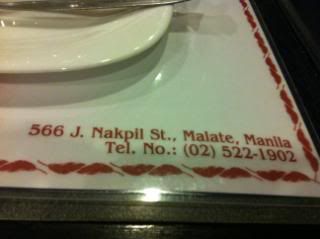 566 J. Nakpil St., Malate, Manila
Tel. No.: (02) 522-1902